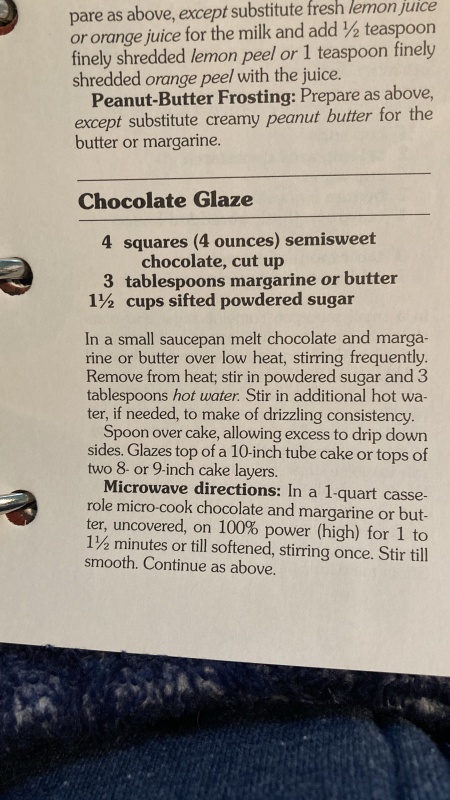 pare as above, except substitute fresh lemon juice
or orange juice for the milk and add ½ teaspoon
finely shredded lemon peel or 1 teaspoon finely
shredded orange peel with the juice.
Peanut-Butter Frosting: Prepare as above,
except substitute creamy peanut butter for the
butter or margarine.
Chocolate Glaze
4 squares (4 ounces) semisweet
chocolate, cut up
3 tablespoons margarine or butter
1½ cups sifted powdered sugar
In a small saucepan melt chocolate and marga-
rine or butter over low heat, stirring frequently.
Remove from heat; stir in powdered sugar and 3
tablespoons hot water. Stir in additional hot wa-
ter, if needed, to make of drizzling consistency.
Spoon over cake, allowing excess to drip down
sides. Glazes top of a 10-inch tube cake or tops of
two 8- or 9-inch cake layers.
Microwave directions: In a 1-quart casse-
role micro-cook chocolate and margarine or but-
ter, uncovered, on 100% power (high) for 1 to
1½ minutes or till softened, stirring once. Stir till
smooth. Continue as above.